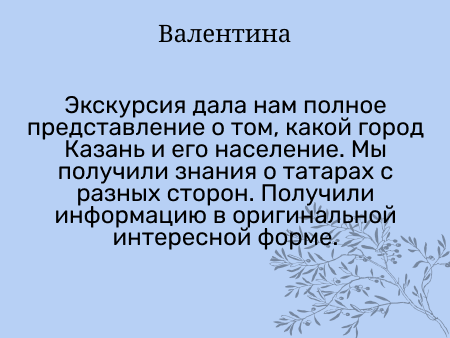 Валентина
Экскурсия дала нам полное
представление о том, какой город
Казань и его население. Мы
получили знания о татарах с
разных сторон. Получили
информацию в оригинальной
интересной форме.